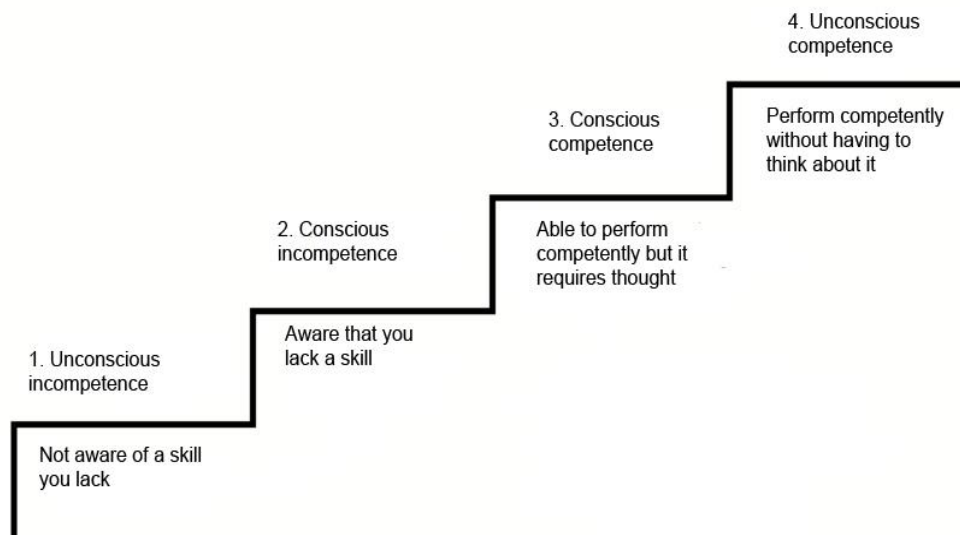 4. Unconscious
competence
3. Conscious
competence
Perform competently
without having to
think about it
2. Conscious
incompetence
Able to perform
competently but it
requires thought
1. Unconscious
incompetence
Aware that you
lack a skill
Not aware of a skill
you lack